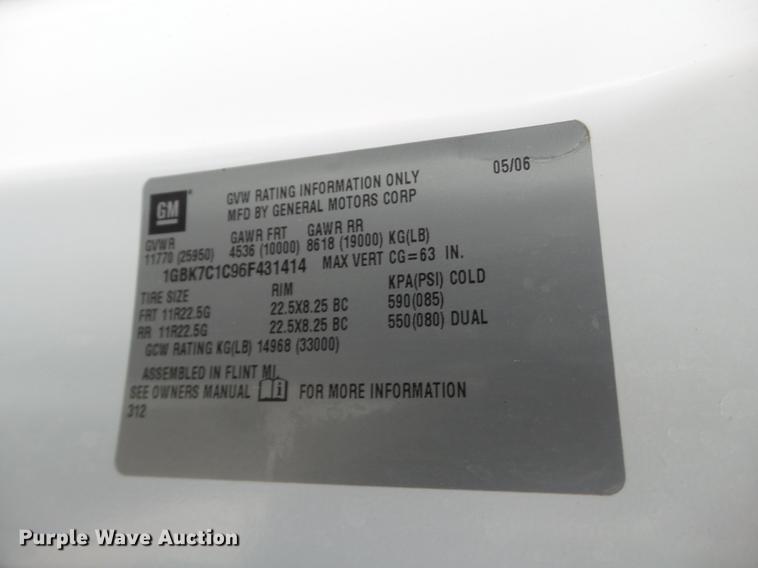 05/06
GM
GVW RATING INFORMATION ONLY
MFD BY GENERAL MOTORS CORP
GVWR GAWR FRT GAWR RR
11770 (25950) 4536 (10000) 8618 (19000) KG(LB)
1GBK7C1C96F431414 MAX VERT CG=63 IN.
TIRE SIZE RIM KPA(PSI) COLD
FRT 11R22.5G 22.5X8.25 BC 590(085)
RR 11R22.5G 22.5X8.25 BC 550(080) DUAL
GCW RATING KG(LB) 14968 (33000)
ASSEMBLED IN FLINT MI.
SEE OWNERS MANUAL i FOR MORE INFORMATION
312
Purple Wave Auction